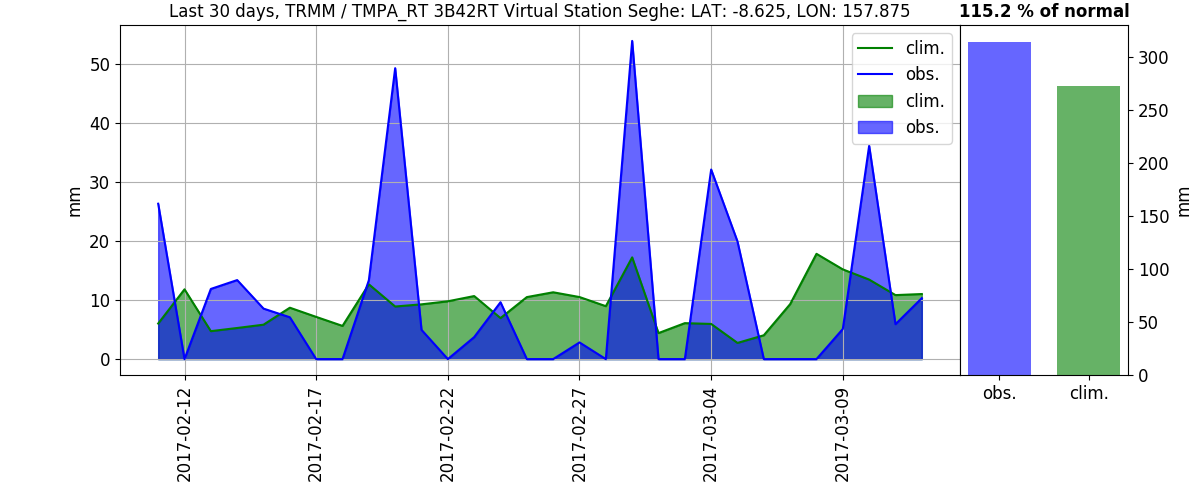 Last 30 days, TRMM / TMPA_RT 3B42RT Virtual Station Seghe: LAT: -8.625, LON: 157.875
115.2 % of normal
mm
50
40
30
20
10
0
clim.
obs.
clim.
obs.
2017-02-12
2017-02-17
2017-02-22
2017-02-27
2017-03-04
2017-03-09
300
250
200
150
100
50
0
mm
obs.
clim.